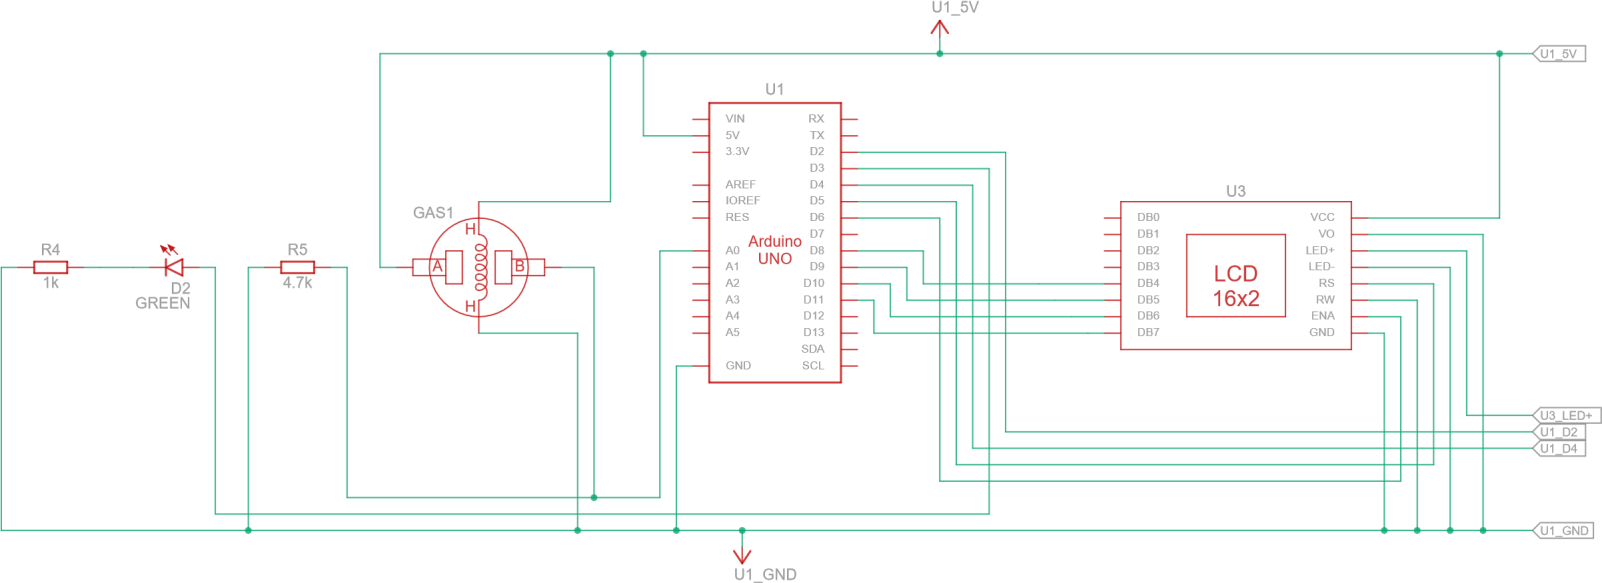 U1_5V
U1_5V
U1
VIN
5V
3.3V
AREF
IOREF
RES
A0
A1
A2
A3
A4
A5
GND
Arduino
UNO
RX
TX
D2
D3
D4
D5
D6
D7
D8
D9
D10
D11
D12
D13
SDA
SCL
GAS1
H
A
B
H
R4
1k
D2
GREEN
R5
4.7k
U3
DB0
DB1
DB2
DB3
DB4
DB5
DB6
DB7
LCD
16x2
VCC
VO
LED+
LED-
RS
RW
ENA
GND
U3_LED+
U1_D2
U1_D4
U1_GND
U1_GND